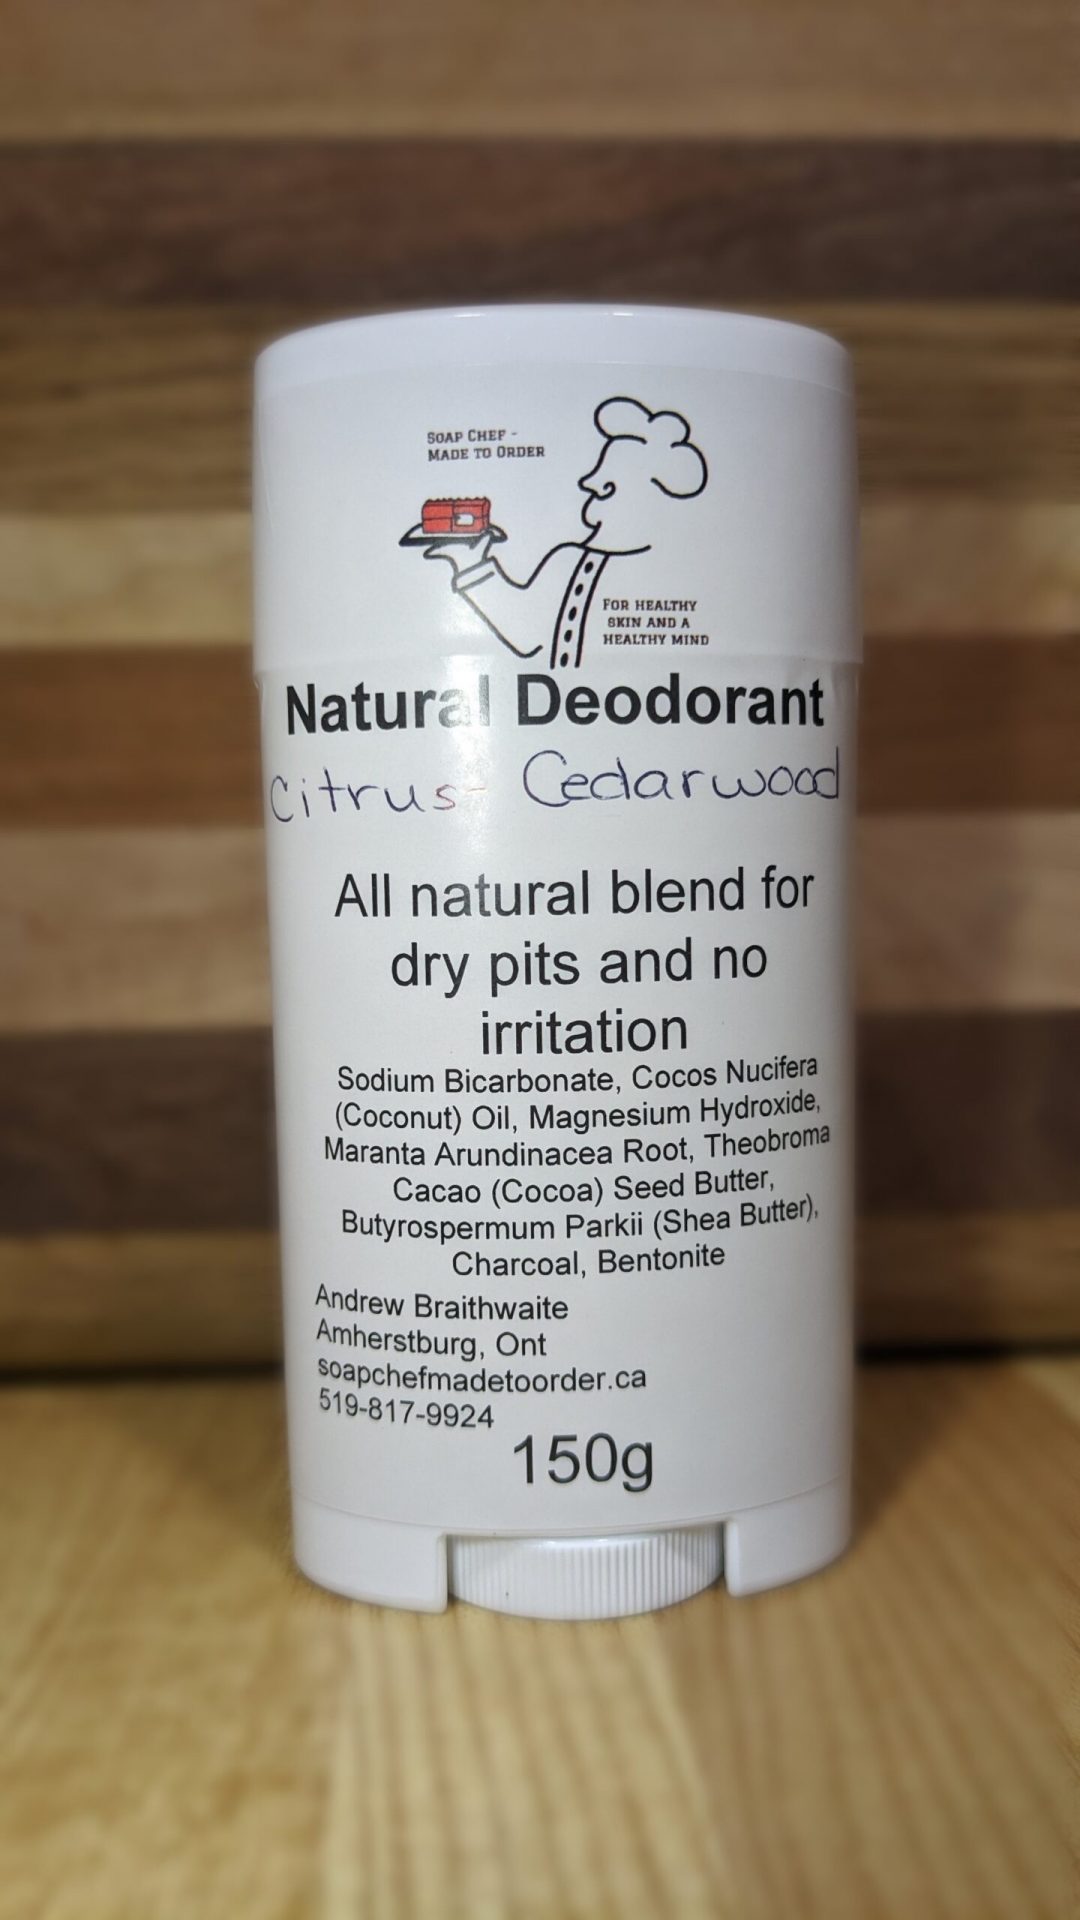 Soap Chef -
Made to Order
For healthy
skin and a
healthy mind
Natural Deodorant
Citrus- Cedarwood
All natural blend for
dry pits and no
irritation
Sodium Bicarbonate, Cocos Nucifera
(Coconut) Oil, Magnesium Hydroxide,
Maranta Arundinacea Root, Theobroma
Cacao (Cocoa) Seed Butter,
Butyrospermum Parkii (Shea Butter),
Charcoal, Bentonite
Andrew Braithwaite
Amherstburg, Ont
soapchefmadetoorder.ca
519-817-9924
150g